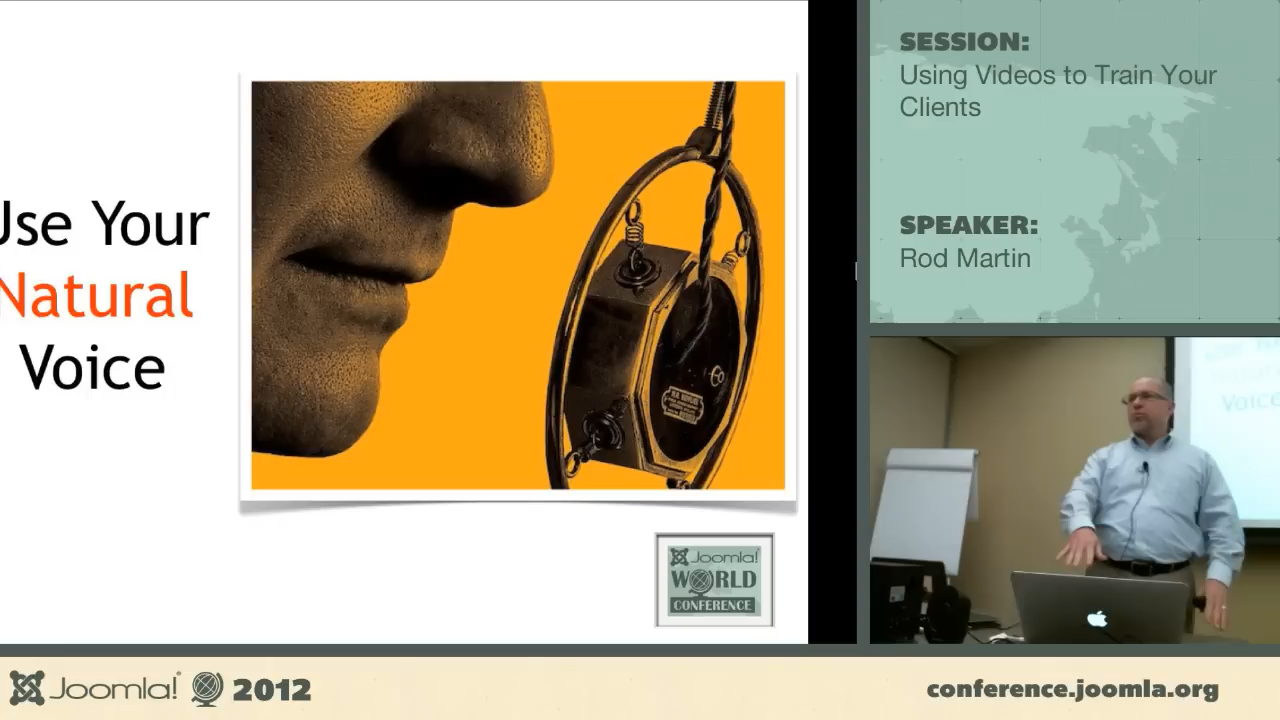 Use Your
Natural
Voice
Joomla!
WORLD
CONFERENCE
SESSION:
Using Videos to Train Your
Clients
SPEAKER:
Rod Martin
Voice
Joomla! 2012
conference.joomla.org